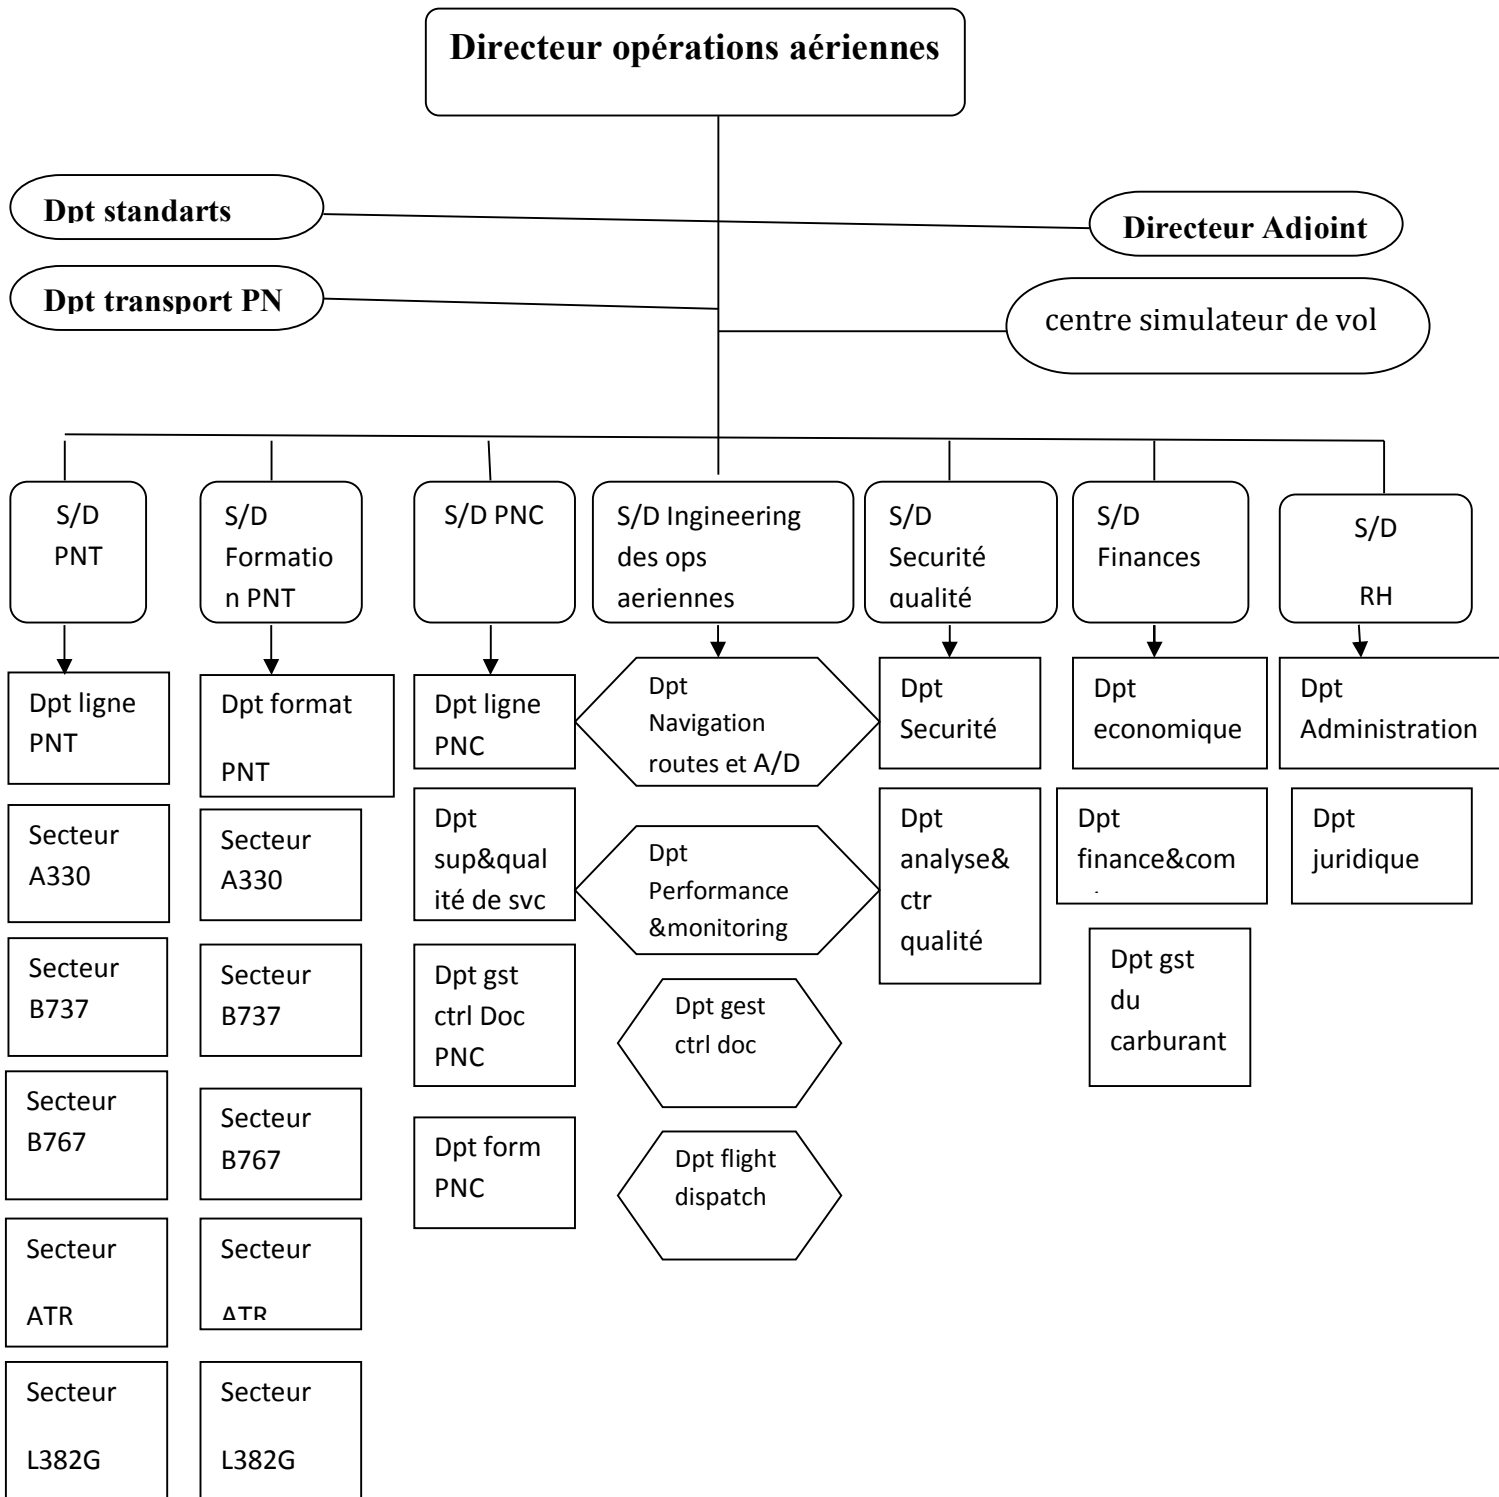 Directeur opérations aériennes
Dpt standarts
Directeur Adjoint
Dpt transport PN
centre simulateur de vol
S/D
PNT
S/D
Formatio
n PNT
S/D PNC
S/D Ingineering
des ops
aeriennes
S/D
Securité
qualité
S/D
Finances
S/D
RH
Dpt ligne
PNT
Secteur
A330
Secteur
B737
Secteur
B767
Secteur
ATR
Secteur
L382G
Dpt format
PNT
Secteur
A330
Secteur
B737
Secteur
B767
Secteur
ATR
Secteur
L382G
Dpt ligne
PNC
Dpt
sup&qual
ité de svc
Dpt gst
ctrl Doc
PNC
Dpt form
PNC
Dpt
Navigation
routes et A/D
Dpt
Performance
&monitoring
Dpt gest
ctrl doc
Dpt flight
dispatch
Dpt
Securité
Dpt
analyse&
ctr
qualité
Dpt
economique
Dpt
finance&com
Dpt gst
du
carburant
Dpt
Administration
Dpt
juridique